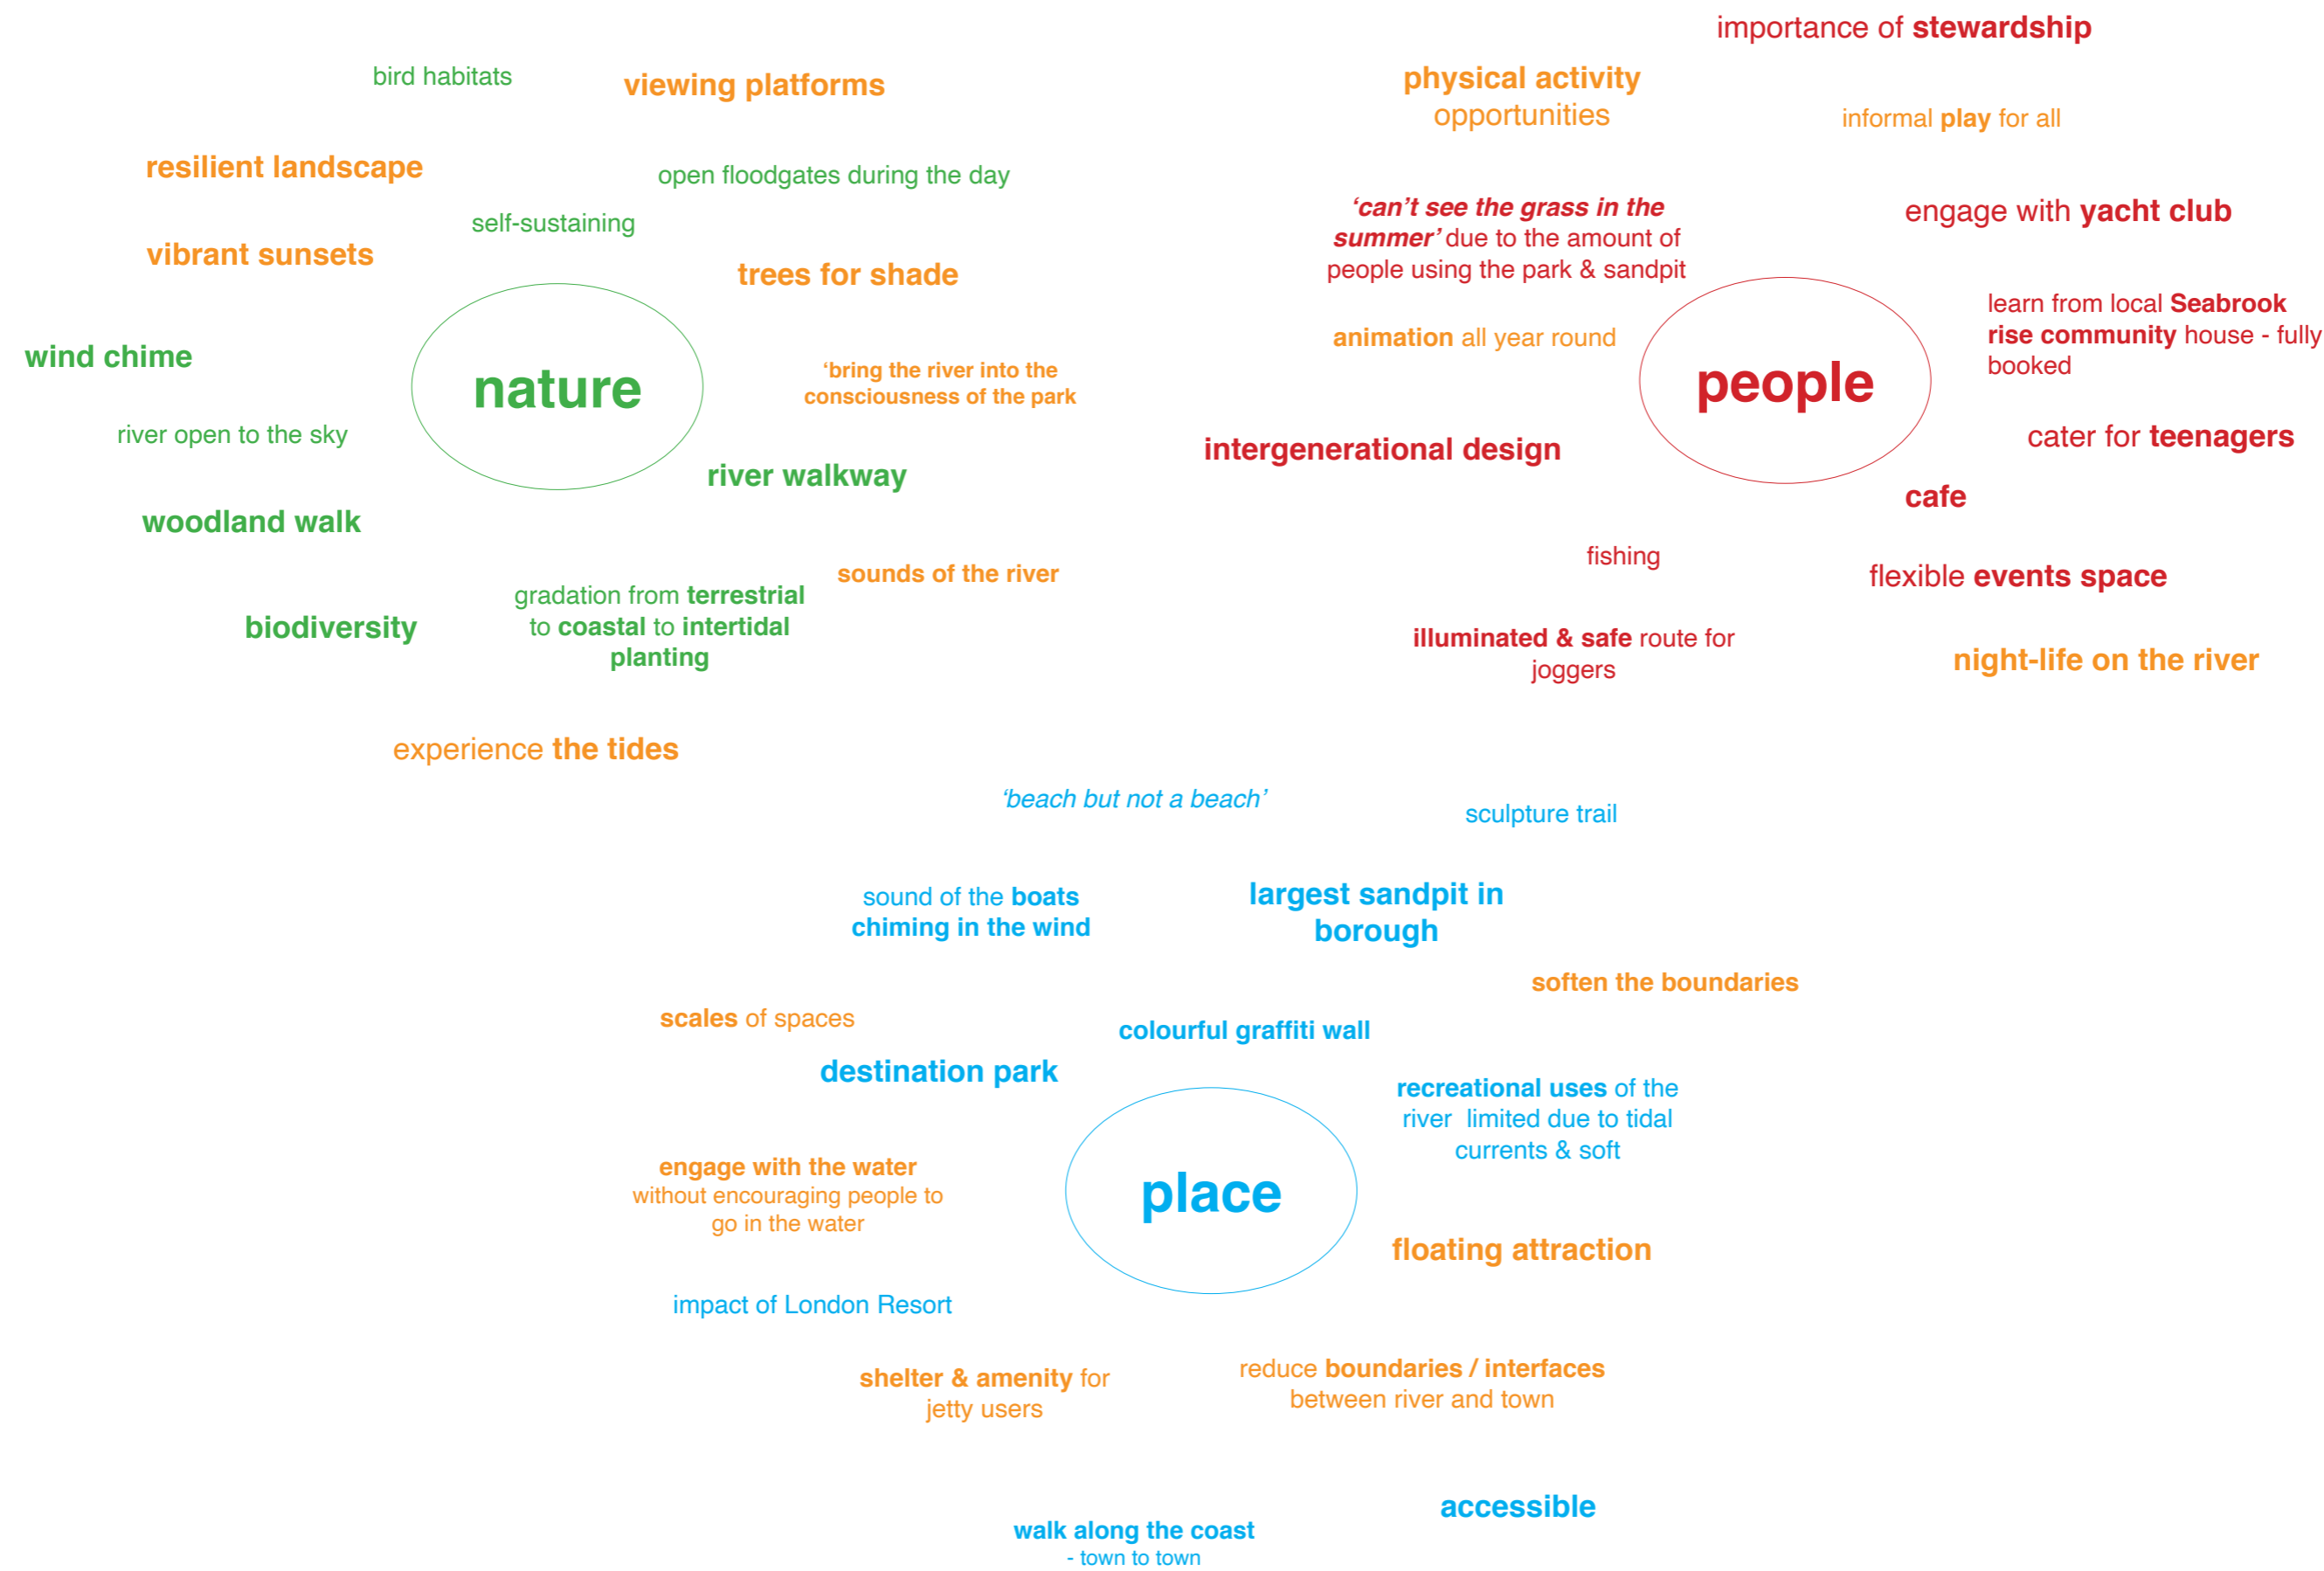 bird habitats
viewing platforms
resilient landscape
open floodgates during the day
self-sustaining
vibrant sunsets
trees for shade
wind chime
nature
‘bring the river into the
consciousness of the park
river open to the sky
river walkway
woodland walk
sounds of the river
gradation from terrestrial
to coastal to intertidal
planting
biodiversity
experience the tides
importance of stewardship
physical activity
opportunities
informal play for all
‘can’t see the grass in the
summer’ due to the amount of
people using the park & sandpit
engage with yacht club
animation all year round
people
learn from local Seabrook
rise community house - fully
booked
intergenerational design
cater for teenagers
cafe
fishing
flexible events space
illuminated & safe route for
joggers
night-life on the river
‘beach but not a beach’
sculpture trail
sound of the boats
chiming in the wind
largest sandpit in
borough
soften the boundaries
scales of spaces
colourful graffiti wall
destination park
recreational uses of the
river  limited due to tidal
currents & soft
engage with the water
without encouraging people to
go in the water
place
floating attraction
impact of London Resort
shelter & amenity for
jetty users
reduce boundaries / interfaces
between river and town
accessible
walk along the coast
- town to town